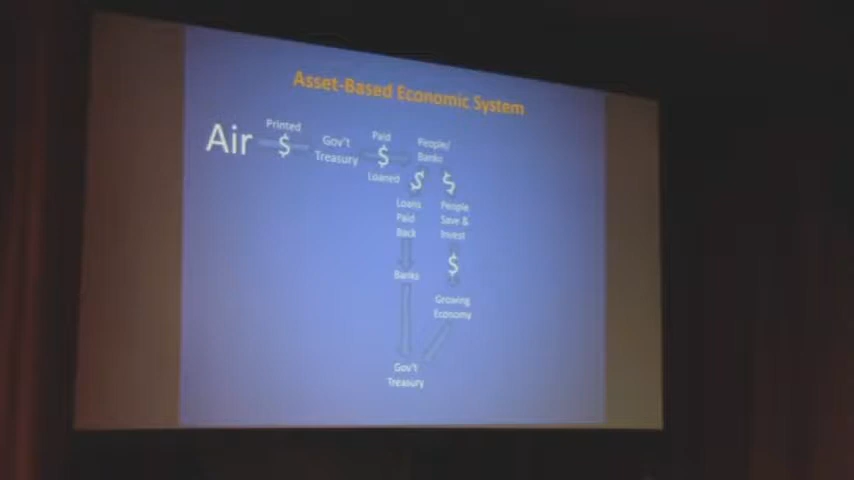 Asset-Based Economic System
Air
Printed
$
Gov't
Treasury
Paid
$
Loaned
People/
Banks
$
$
Loans
Paid
Back
People
Save &
Invest
$
Banks
Growing
Economy
Gov't
Treasury